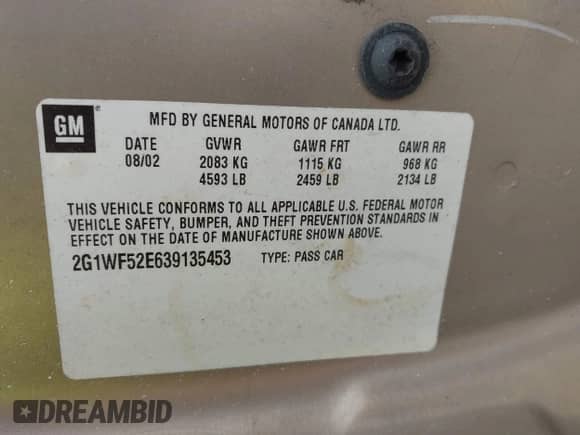 GM
MFD BY GENERAL MOTORS OF CANADA LTD.
DATE GVWR GAWR FRT GAWR RR
08/02 2083 KG 1115 KG 968 KG
4593 LB 2459 LB 2134 LB
THIS VEHICLE CONFORMS TO ALL APPLICABLE U.S. FEDERAL MOTOR
VEHICLE SAFETY, BUMPER, AND THEFT PREVENTION STANDARDS IN
EFFECT ON THE DATE OF MANUFACTURE SHOWN ABOVE.
2G1WF52E639135453 TYPE: PASS CAR
DREAMBID